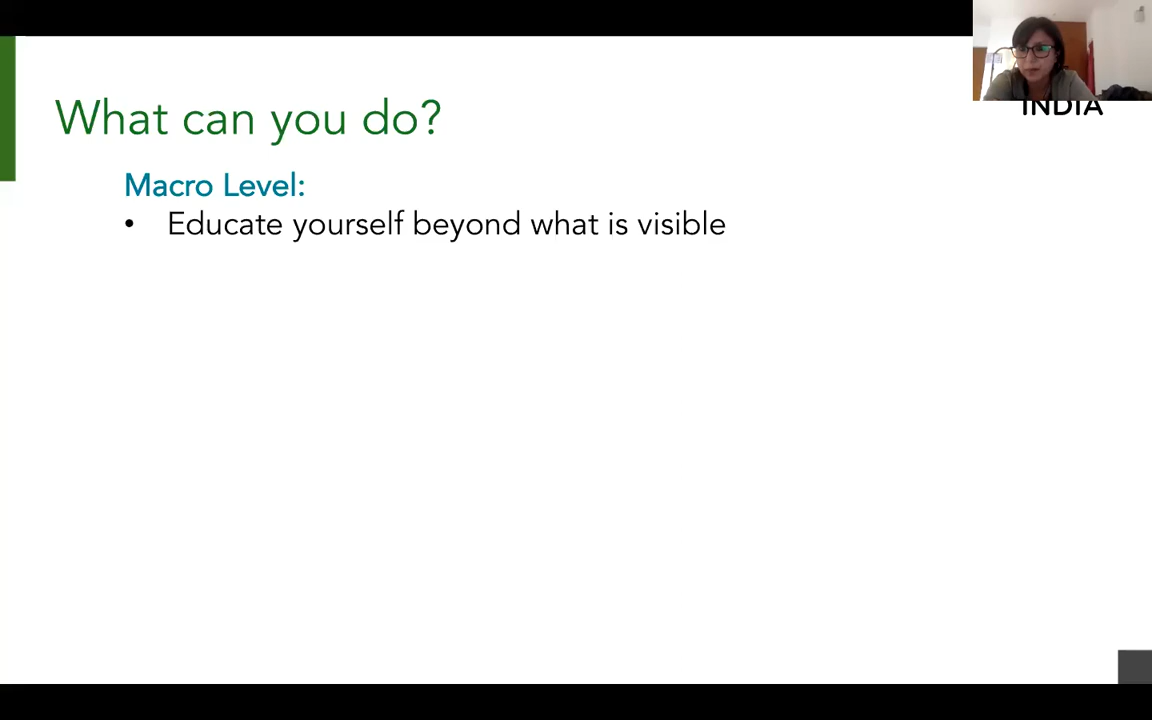 INDIA
What can you do?
Macro Level:
• Educate yourself beyond what is visible